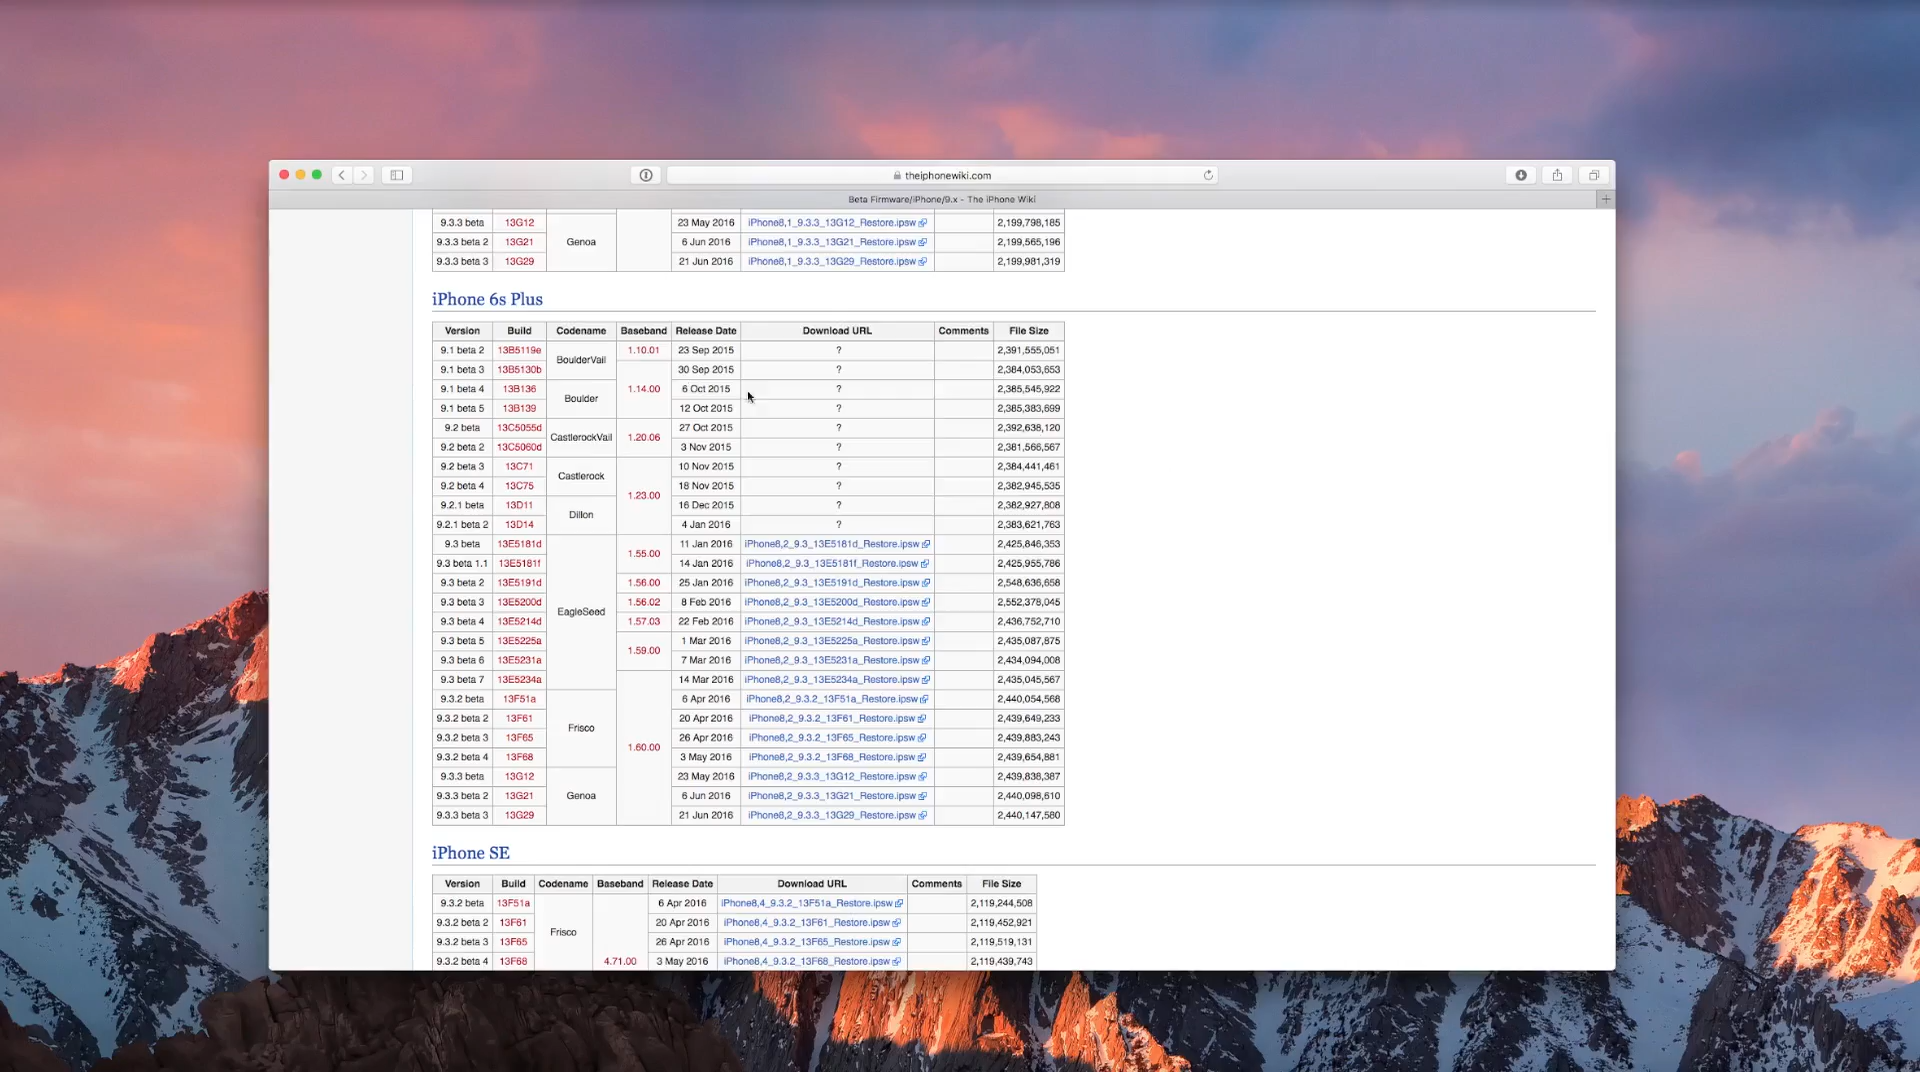 theiphonewiki.com
Beta Firmware/iPhone/9.x - The iPhone Wiki
9.3.3 beta 13G12 23 May 2016 iPhone8,1_9.3.3_13G12_Restore.ipsw 2,199,798,185
9.3.3 beta 2 13G21 Genoa 6 Jun 2016 iPhone8,1_9.3.3_13G21_Restore.ipsw 2,199,565,196
9.3.3 beta 3 13G29 21 Jun 2016 iPhone8,1_9.3.3_13G29_Restore.ipsw 2,199,981,319
iPhone 6s Plus
Version Build Codename Baseband Release Date Download URL Comments File Size
9.1 beta 2 13B5119e BoulderVail 1.10.01 23 Sep 2015 ? 2,391,555,051
9.1 beta 3 13B5130b 30 Sep 2015 ? 2,384,053,653
9.1 beta 4 13B136 Boulder 1.14.00 6 Oct 2015 ? 2,385,545,922
9.1 beta 5 13B139 12 Oct 2015 ? 2,385,383,699
9.2 beta 13C5055d CastlerockVail 1.20.06 27 Oct 2015 ? 2,392,638,120
9.2 beta 2 13C5060d 3 Nov 2015 ? 2,381,566,567
9.2 beta 3 13C71 Castlerock 10 Nov 2015 ? 2,384,441,461
9.2 beta 4 13C75 1.23.00 18 Nov 2015 ? 2,382,945,535
9.2.1 beta 13D11 Dillon 16 Dec 2015 ? 2,382,927,808
9.2.1 beta 2 13D14 4 Jan 2016 ? 2,383,621,763
9.3 beta 13E5181d 1.55.00 11 Jan 2016 iPhone8,2_9.3_13E5181d_Restore.ipsw 2,425,846,353
9.3 beta 1.1 13E5181f 14 Jan 2016 iPhone8,2_9.3_13E5181f_Restore.ipsw 2,425,955,786
9.3 beta 2 13E5191d 1.56.00 25 Jan 2016 iPhone8,2_9.3_13E5191d_Restore.ipsw 2,548,636,658
9.3 beta 3 13E5200d EagleSeed 1.56.02 8 Feb 2016 iPhone8,2_9.3_13E5200d_Restore.ipsw 2,552,378,045
9.3 beta 4 13E5214d 1.57.03 22 Feb 2016 iPhone8,2_9.3_13E5214d_Restore.ipsw 2,436,752,710
9.3 beta 5 13E5225a 1.59.00 1 Mar 2016 iPhone8,2_9.3_13E5225a_Restore.ipsw 2,435,087,875
9.3 beta 6 13E5231a 7 Mar 2016 iPhone8,2_9.3_13E5231a_Restore.ipsw 2,434,094,008
9.3 beta 7 13E5234a 14 Mar 2016 iPhone8,2_9.3_13E5234a_Restore.ipsw 2,435,045,567
9.3.2 beta 13F51a 6 Apr 2016 iPhone8,2_9.3.2_13F51a_Restore.ipsw 2,440,054,568
9.3.2 beta 2 13F61 Frisco 20 Apr 2016 iPhone8,2_9.3.2_13F61_Restore.ipsw 2,439,649,233
9.3.2 beta 3 13F65 1.60.00 26 Apr 2016 iPhone8,2_9.3.2_13F65_Restore.ipsw 2,439,883,243
9.3.2 beta 4 13F68 3 May 2016 iPhone8,2_9.3.2_13F68_Restore.ipsw 2,439,654,881
9.3.3 beta 13G12 23 May 2016 iPhone8,2_9.3.3_13G12_Restore.ipsw 2,439,838,387
9.3.3 beta 2 13G21 Genoa 6 Jun 2016 iPhone8,2_9.3.3_13G21_Restore.ipsw 2,440,098,610
9.3.3 beta 3 13G29 21 Jun 2016 iPhone8,2_9.3.3_13G29_Restore.ipsw 2,440,147,580
iPhone SE
Version Build Codename Baseband Release Date Download URL Comments File Size
9.3.2 beta 13F51a 6 Apr 2016 iPhone8,4_9.3.2_13F51a_Restore.ipsw 2,119,244,508
9.3.2 beta 2 13F61 Frisco 20 Apr 2016 iPhone8,4_9.3.2_13F61_Restore.ipsw 2,119,452,921
9.3.2 beta 3 13F65 26 Apr 2016 iPhone8,4_9.3.2_13F65_Restore.ipsw 2,119,519,131
9.3.2 beta 4 13F68 4.71.00 3 May 2016 iPhone8,4_9.3.2_13F68_Restore.ipsw 2,119,439,743